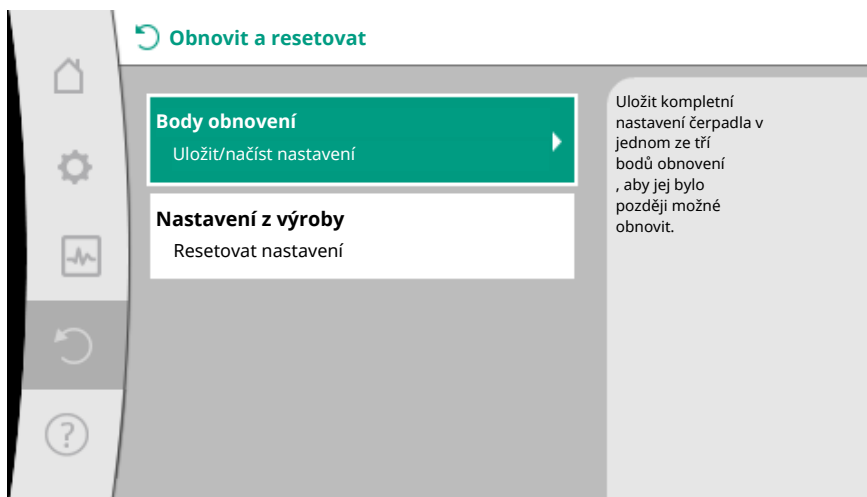 Obnovit a resetovat
Body obnovení
Uložit/načíst nastavení
Nastavení z výroby
Resetovat nastavení
Uložit kompletní
nastavení čerpadla v
jednom ze tří
bodů obnovení
, aby jej bylo
později možné
obnovit.
?